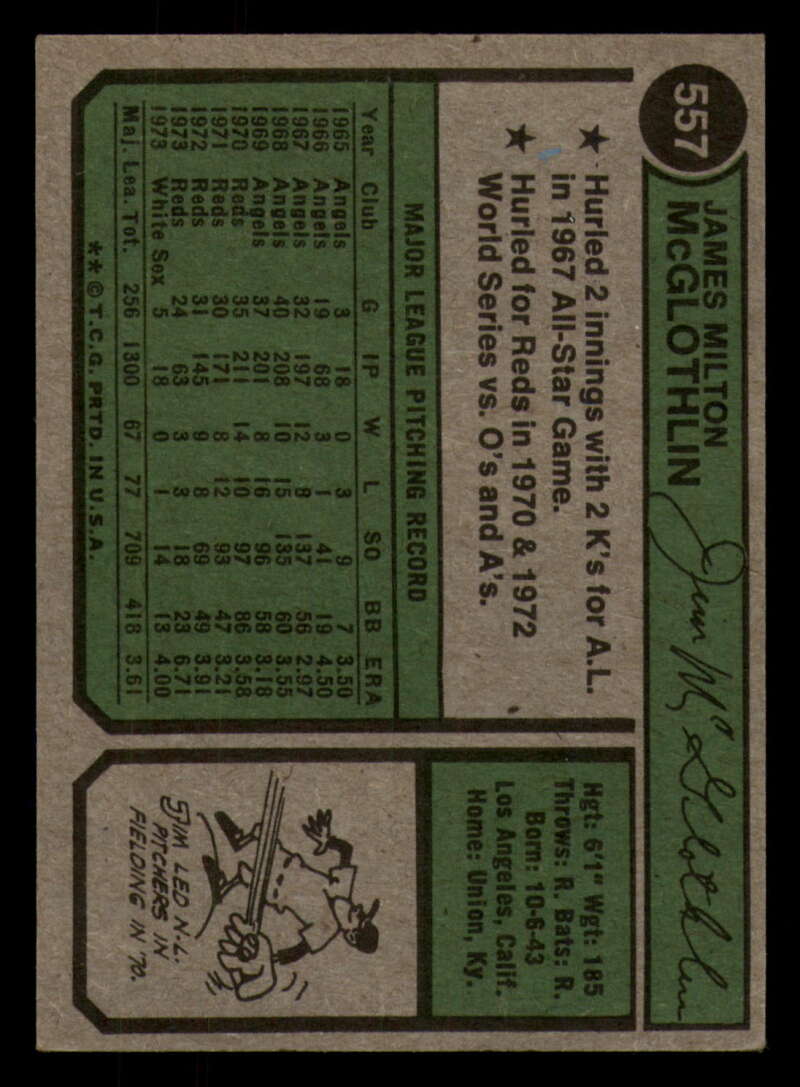 557
JAMES MILTON
McGLOTHLIN
Jim McGlothlin
★ Hurled 2 innings with 2 K's for A.L.
in 1967 All-Star Game.
★ Hurled for Reds in 1970 & 1972
World Series vs. O's and A's.
MAJOR LEAGUE PITCHING RECORD
Year Club G IP W L SO BB ERA
1965 Angels 3 18 0 3 9 7 3.50
1966 Angels 19 68 3 1 41 19 4.50
1967 Angels 32 197 12 8 137 56 2.97
1968 Angels 40 208 10 15 135 60 3.55
1969 Angels 37 201 8 16 96 58 3.18
1970 Reds 35 211 14 10 97 86 3.58
1971 Reds 30 171 8 12 93 47 3.21
1972 Reds 31 145 9 8 69 49 3.91
1973 Reds 24 63 3 3 18 23 6.71
1973 White Sox 5 18 0 1 14 13 4.00
Maj. Lea. Tot. 256 1300 67 77 709 418 3.61
** © T.C.G. PRTD. IN U.S.A.
Hgt: 6'1" Wgt: 185
Throws: R. Bats: R.
Born: 10-6-43
Los Angeles, Calif.
Home: Union, Ky.
JIM LED N.L.
PITCHERS IN
FIELDING IN '70.